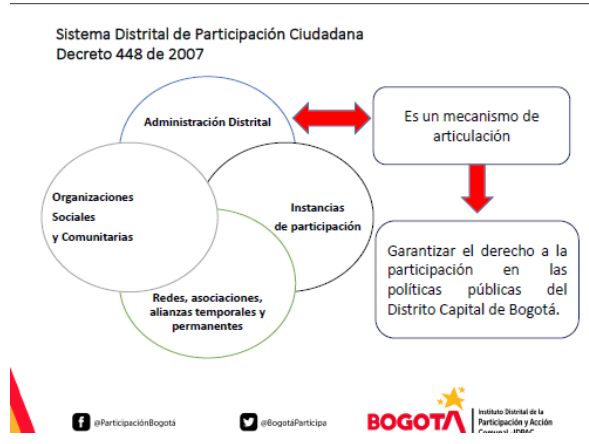 Sistema Distrital de Participación Ciudadana
Decreto 448 de 2007
Administración Distrital
Es un mecanismo de
articulación
Organizaciones
Sociales
y Comunitarias
Instancias
de participación
Garantizar el derecho a la
participación en las
políticas públicas del
Distrito Capital de Bogotá.
Redes, asociaciones,
alianzas temporales y
permanentes
@ParticipaciónBogotá
@BogotáParticipa
BOGOTÁ
Instituto Distrital de la
Participación y Acción
Comunal -IDPAC